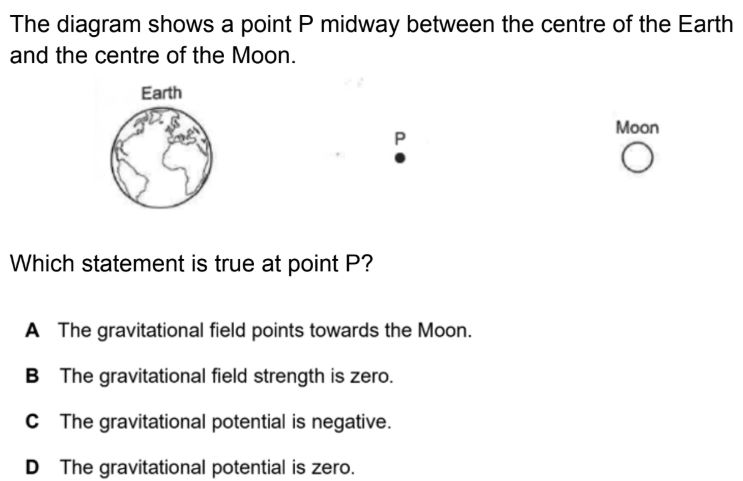 The diagram shows a point P midway between the centre of the Earth
and the centre of the Moon.
Earth
Moon
P
Which statement is true at point P?
A The gravitational field points towards the Moon.
B The gravitational field strength is zero.
C The gravitational potential is negative.
D The gravitational potential is zero.